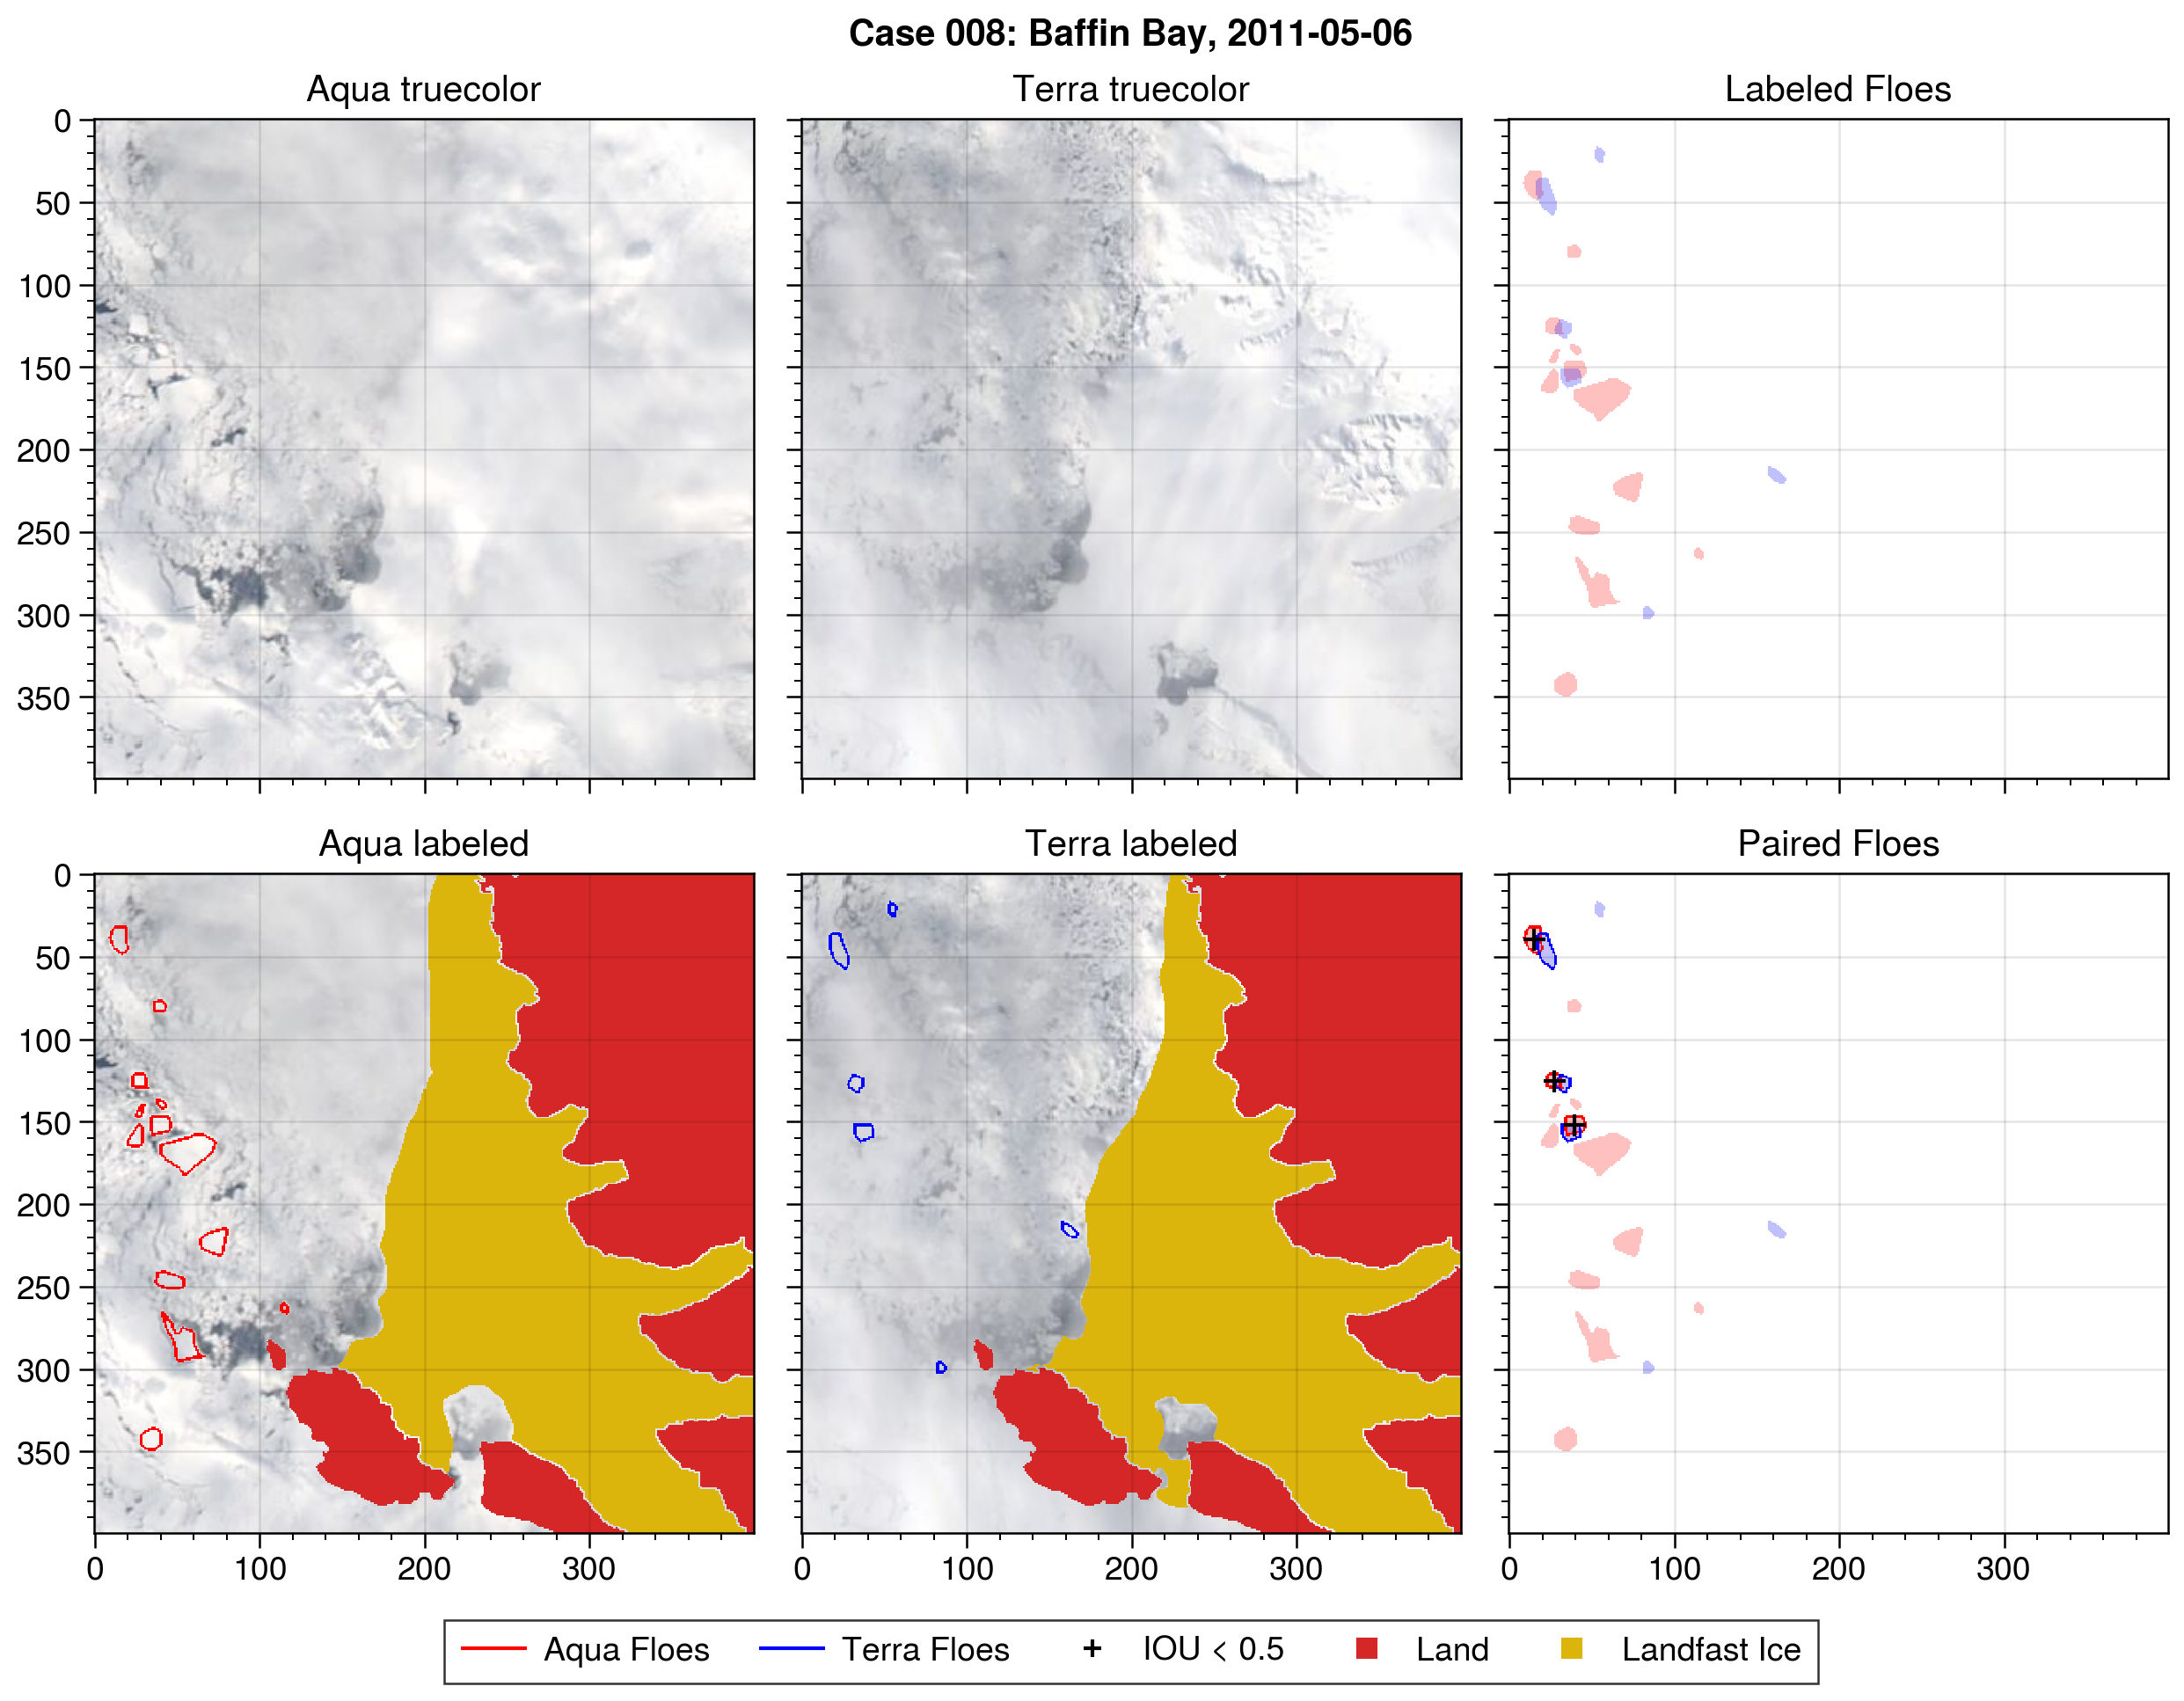 Case 008: Baffin Bay, 2011-05-06
Aqua truecolor
Terra truecolor
Labeled Floes
0
50
100
150
200
250
300
350
Aqua labeled
Terra labeled
Paired Floes
0
50
100
150
200
250
300
350
0 100 200 300
0 100 200 300
0 100 200 300
Aqua Floes
Terra Floes
IOU < 0.5
Land
Landfast Ice